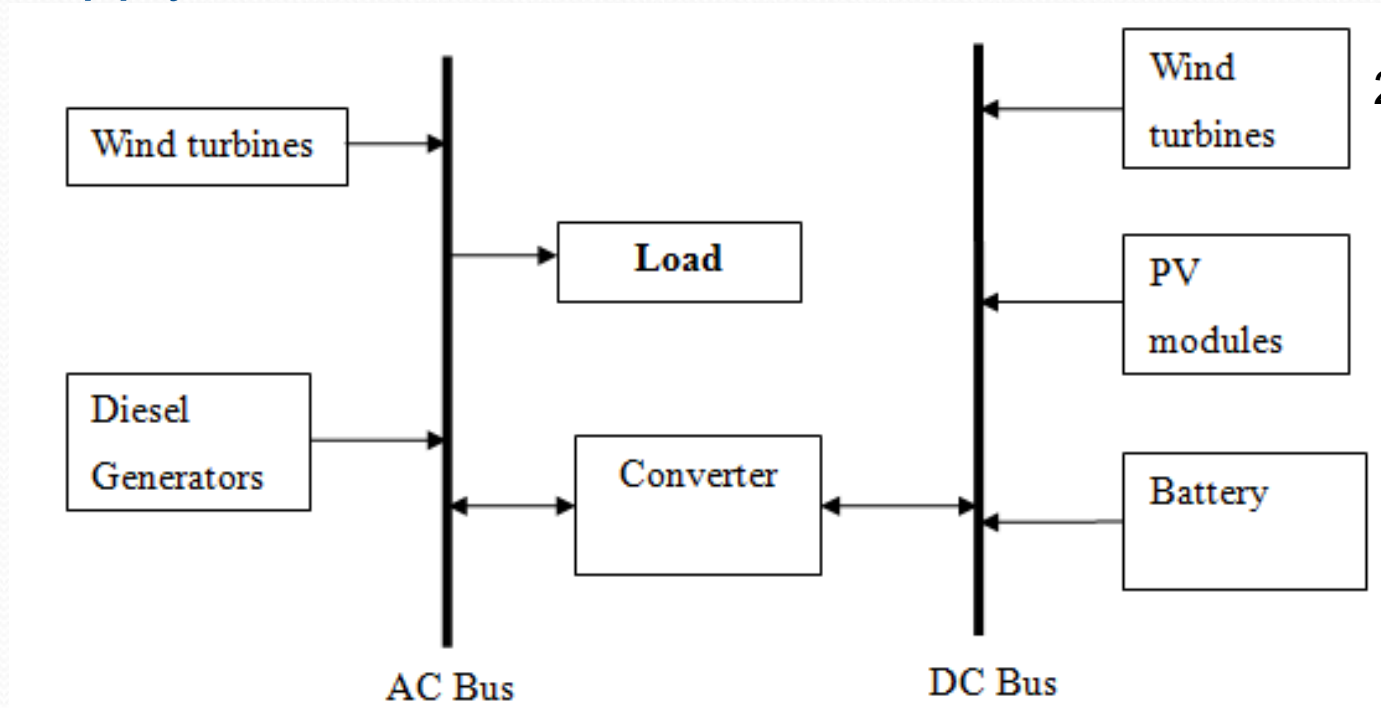 Wind turbines
Diesel
Generators
Load
Converter
Wind
turbines
PV
modules
Battery
AC Bus
DC Bus